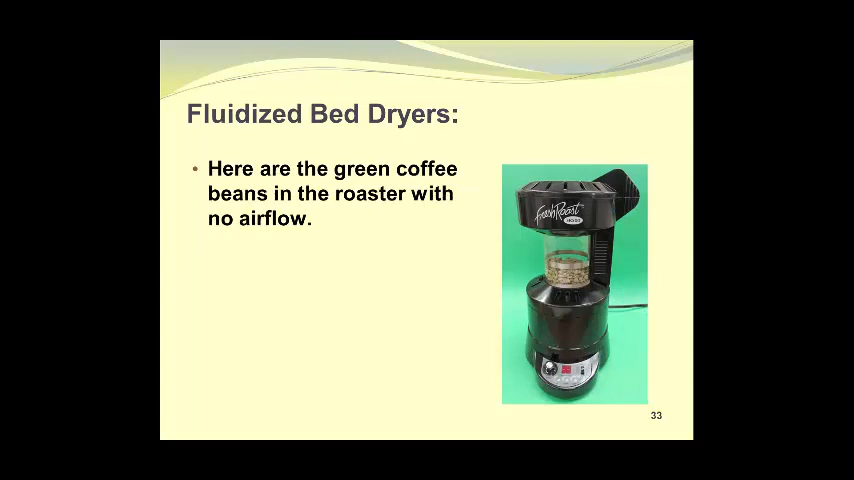 Fluidized Bed Dryers:
• Here are the green coffee
beans in the roaster with
no airflow.
FreshRoast
33